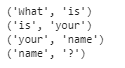 ('what', 'is')
('is', 'your')
('your', 'name')
('name', '?')